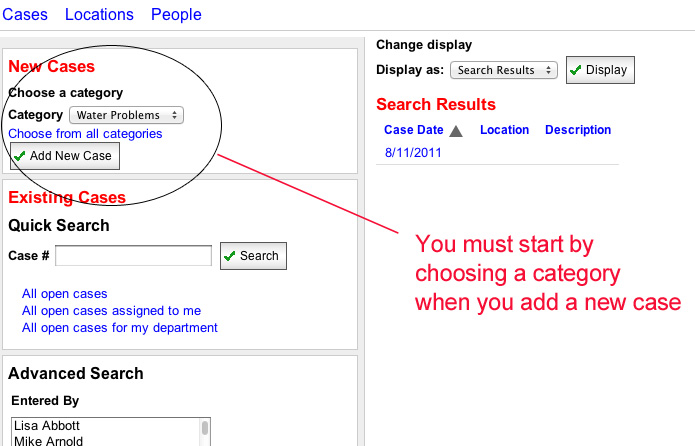 Cases Locations People
New Cases
Choose a category
Category Water Problems
Choose from all categories
Add New Case
Existing Cases
Quick Search
Case #
Search
All open cases
All open cases assigned to me
All open cases for my department
Advanced Search
Entered By
Lisa Abbott
Mike Arnold
Change display
Display as: Search Results Display
Search Results
Case Date Location Description
8/11/2011
You must start by
choosing a category
when you add a new case